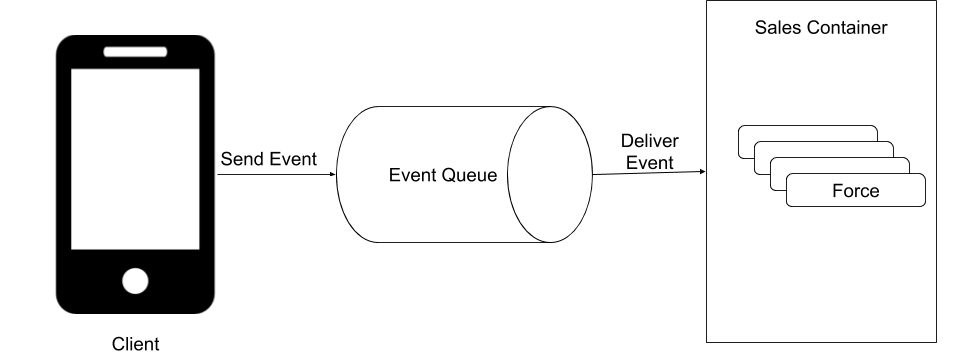 Sales Container
Send Event
Event Queue
Deliver
Event
Force
Client